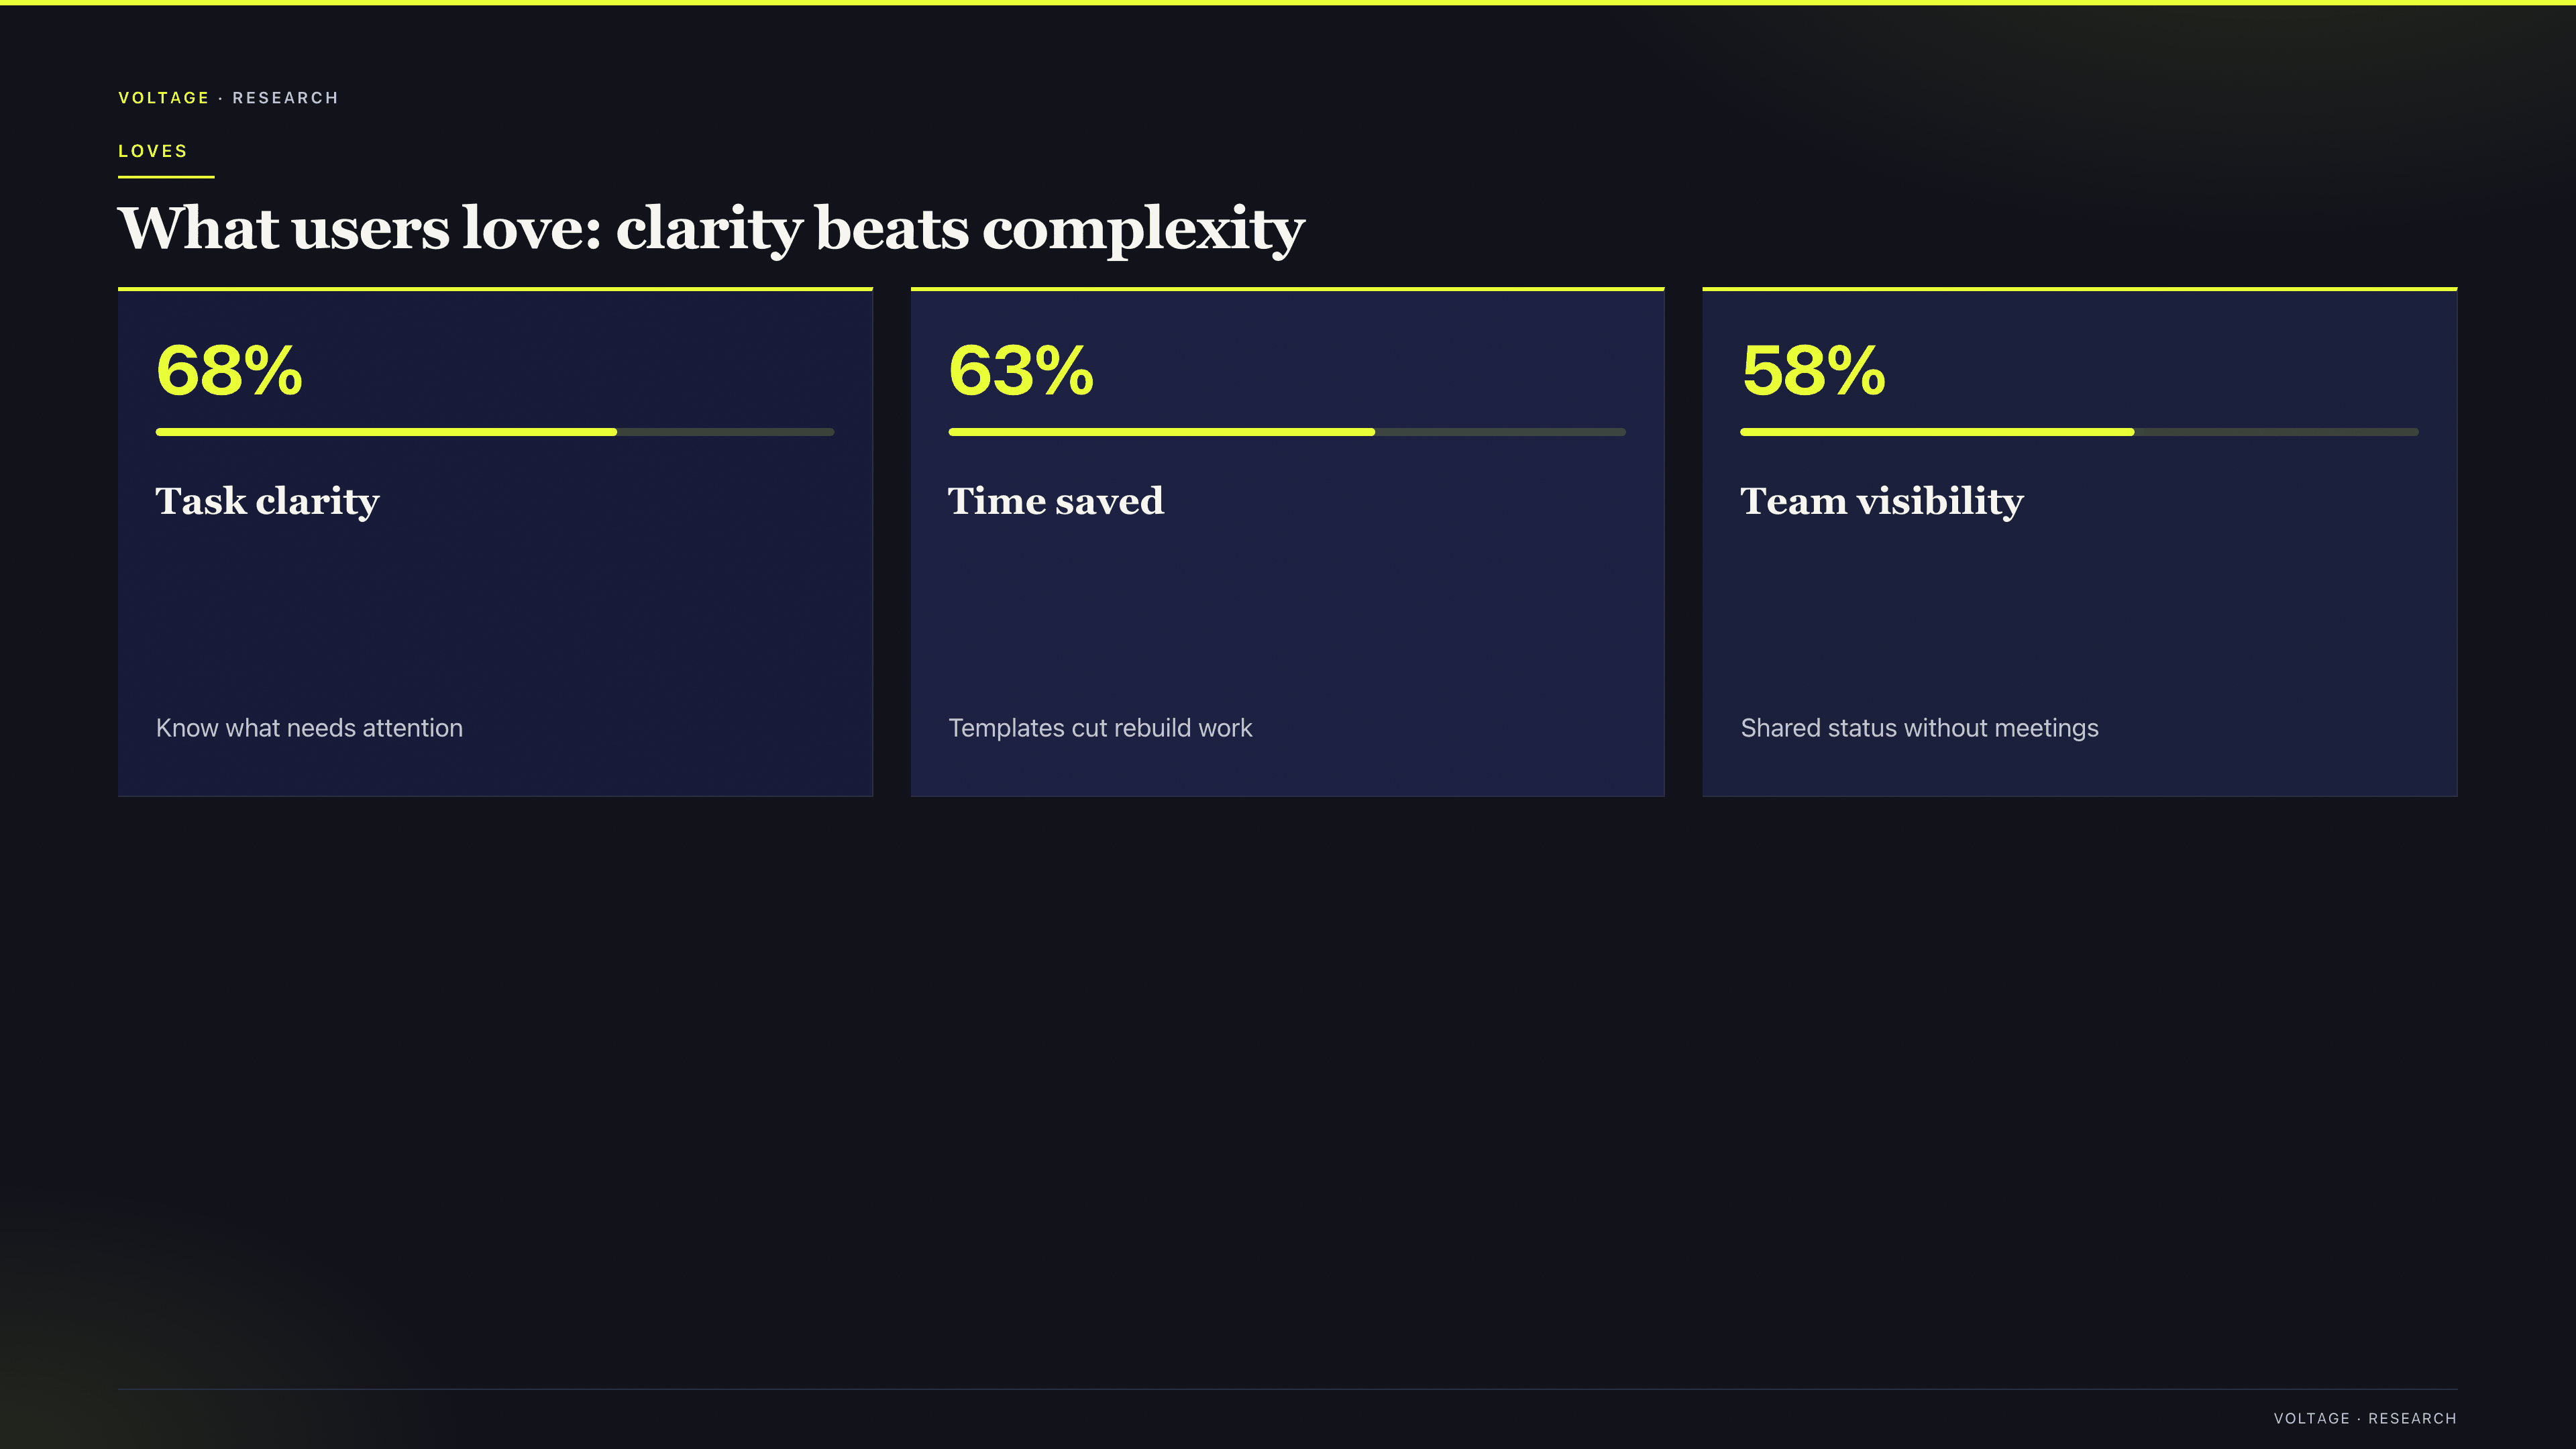 VOLTAGE · RESEARCH
LOVES
What users love: clarity beats complexity
68%
Task clarity
Know what needs attention
63%
Time saved
Templates cut rebuild work
58%
Team visibility
Shared status without meetings
VOLTAGE · RESEARCH